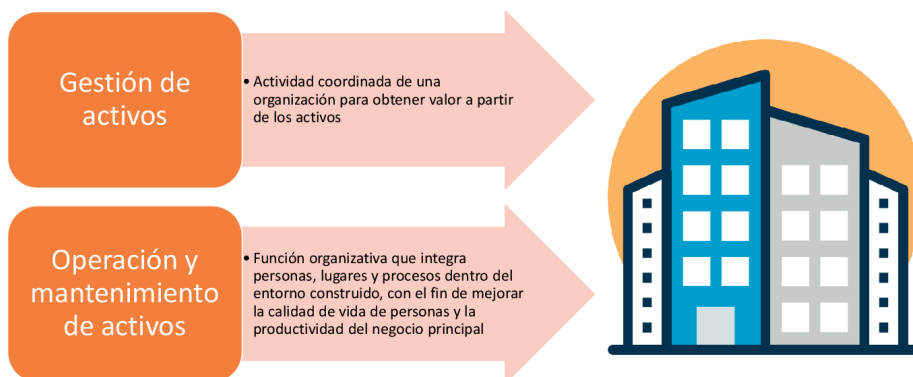 Gestión de
activos
• Actividad coordinada de una
organización para obtener valor a partir
de los activos
Operación y
mantenimiento
de activos
• Función organizativa que integra
personas, lugares y procesos dentro del
entorno construido, con el fin de mejorar
la calidad de vida de personas y la
productividad del negocio principal